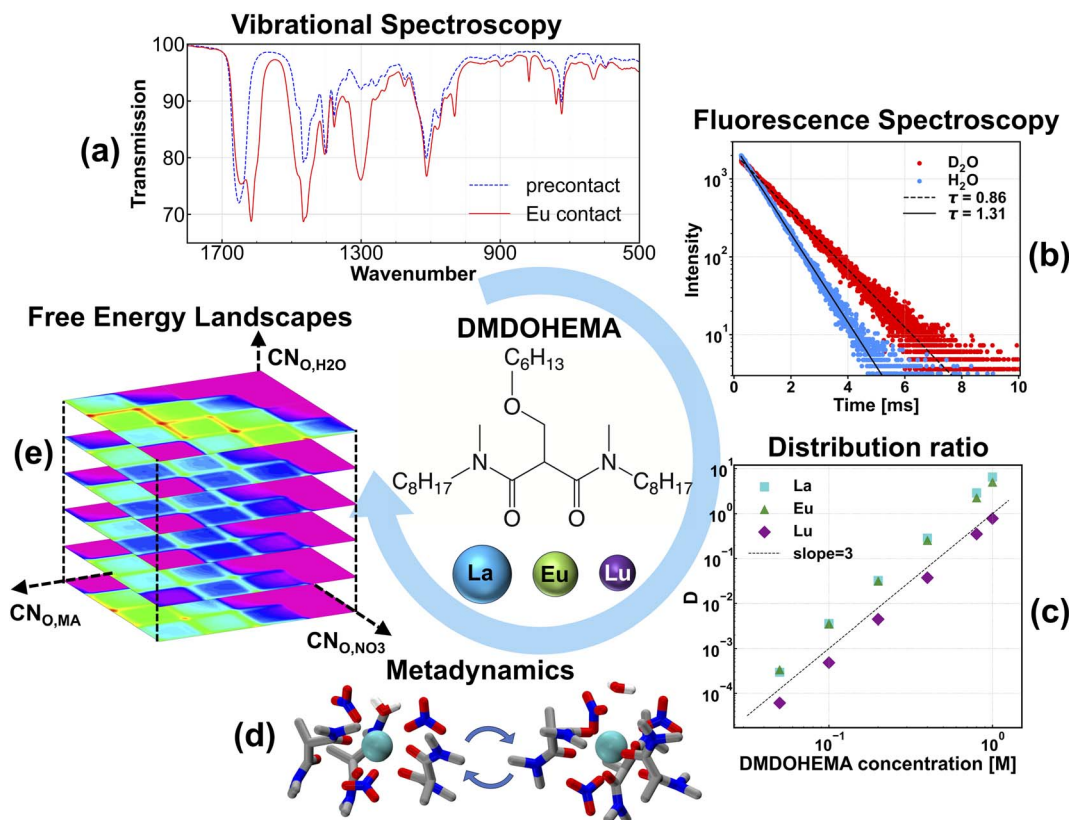 Vibrational Spectroscopy
(a)
Transmission
100
90
80
70
precontact
Eu contact
1700
1300
900
500
Wavenumber
Fluorescence Spectroscopy
(b)
Intensity
10³
10²
10¹
D₂O
H₂O
τ = 0.86
τ = 1.31
0 2 4 6 8 10
Time [ms]
Free Energy Landscapes
CN_O,H2O
(e)
CN_O,MA
CN_O,NO3
DMDOHEMA
C₆H₁₃
O
N N
C₈H₁₇ C₈H₁₇
O O
La Eu Lu
Distribution ratio
(c)
D
10¹
10⁰
10⁻¹
10⁻²
10⁻³
10⁻⁴
La
Eu
Lu
slope=3
10⁻¹ 10⁰
DMDOHEMA concentration [M]
Metadynamics
(d)